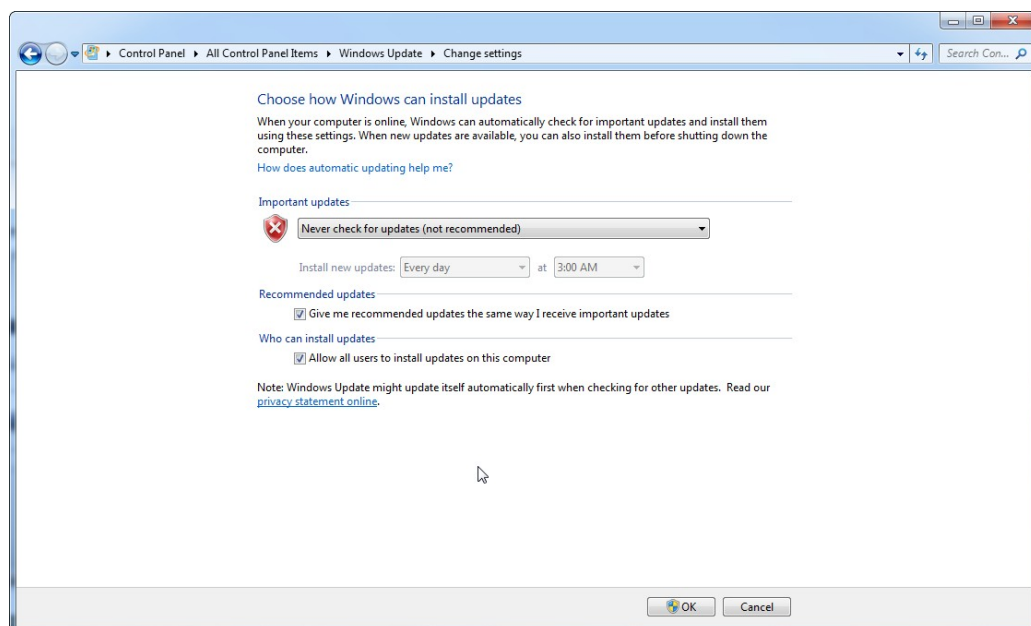 Control Panel All Control Panel Items Windows Update Change settings Search Con...
Choose how Windows can install updates
When your computer is online, Windows can automatically check for important updates and install them
using these settings. When new updates are available, you can also install them before shutting down the
computer.
How does automatic updating help me?
Important updates
Never check for updates (not recommended)
Install new updates: Every day at 3:00 AM
Recommended updates
Give me recommended updates the same way I receive important updates
Who can install updates
Allow all users to install updates on this computer
Note: Windows Update might update itself automatically first when checking for other updates. Read our
privacy statement online.
OK Cancel